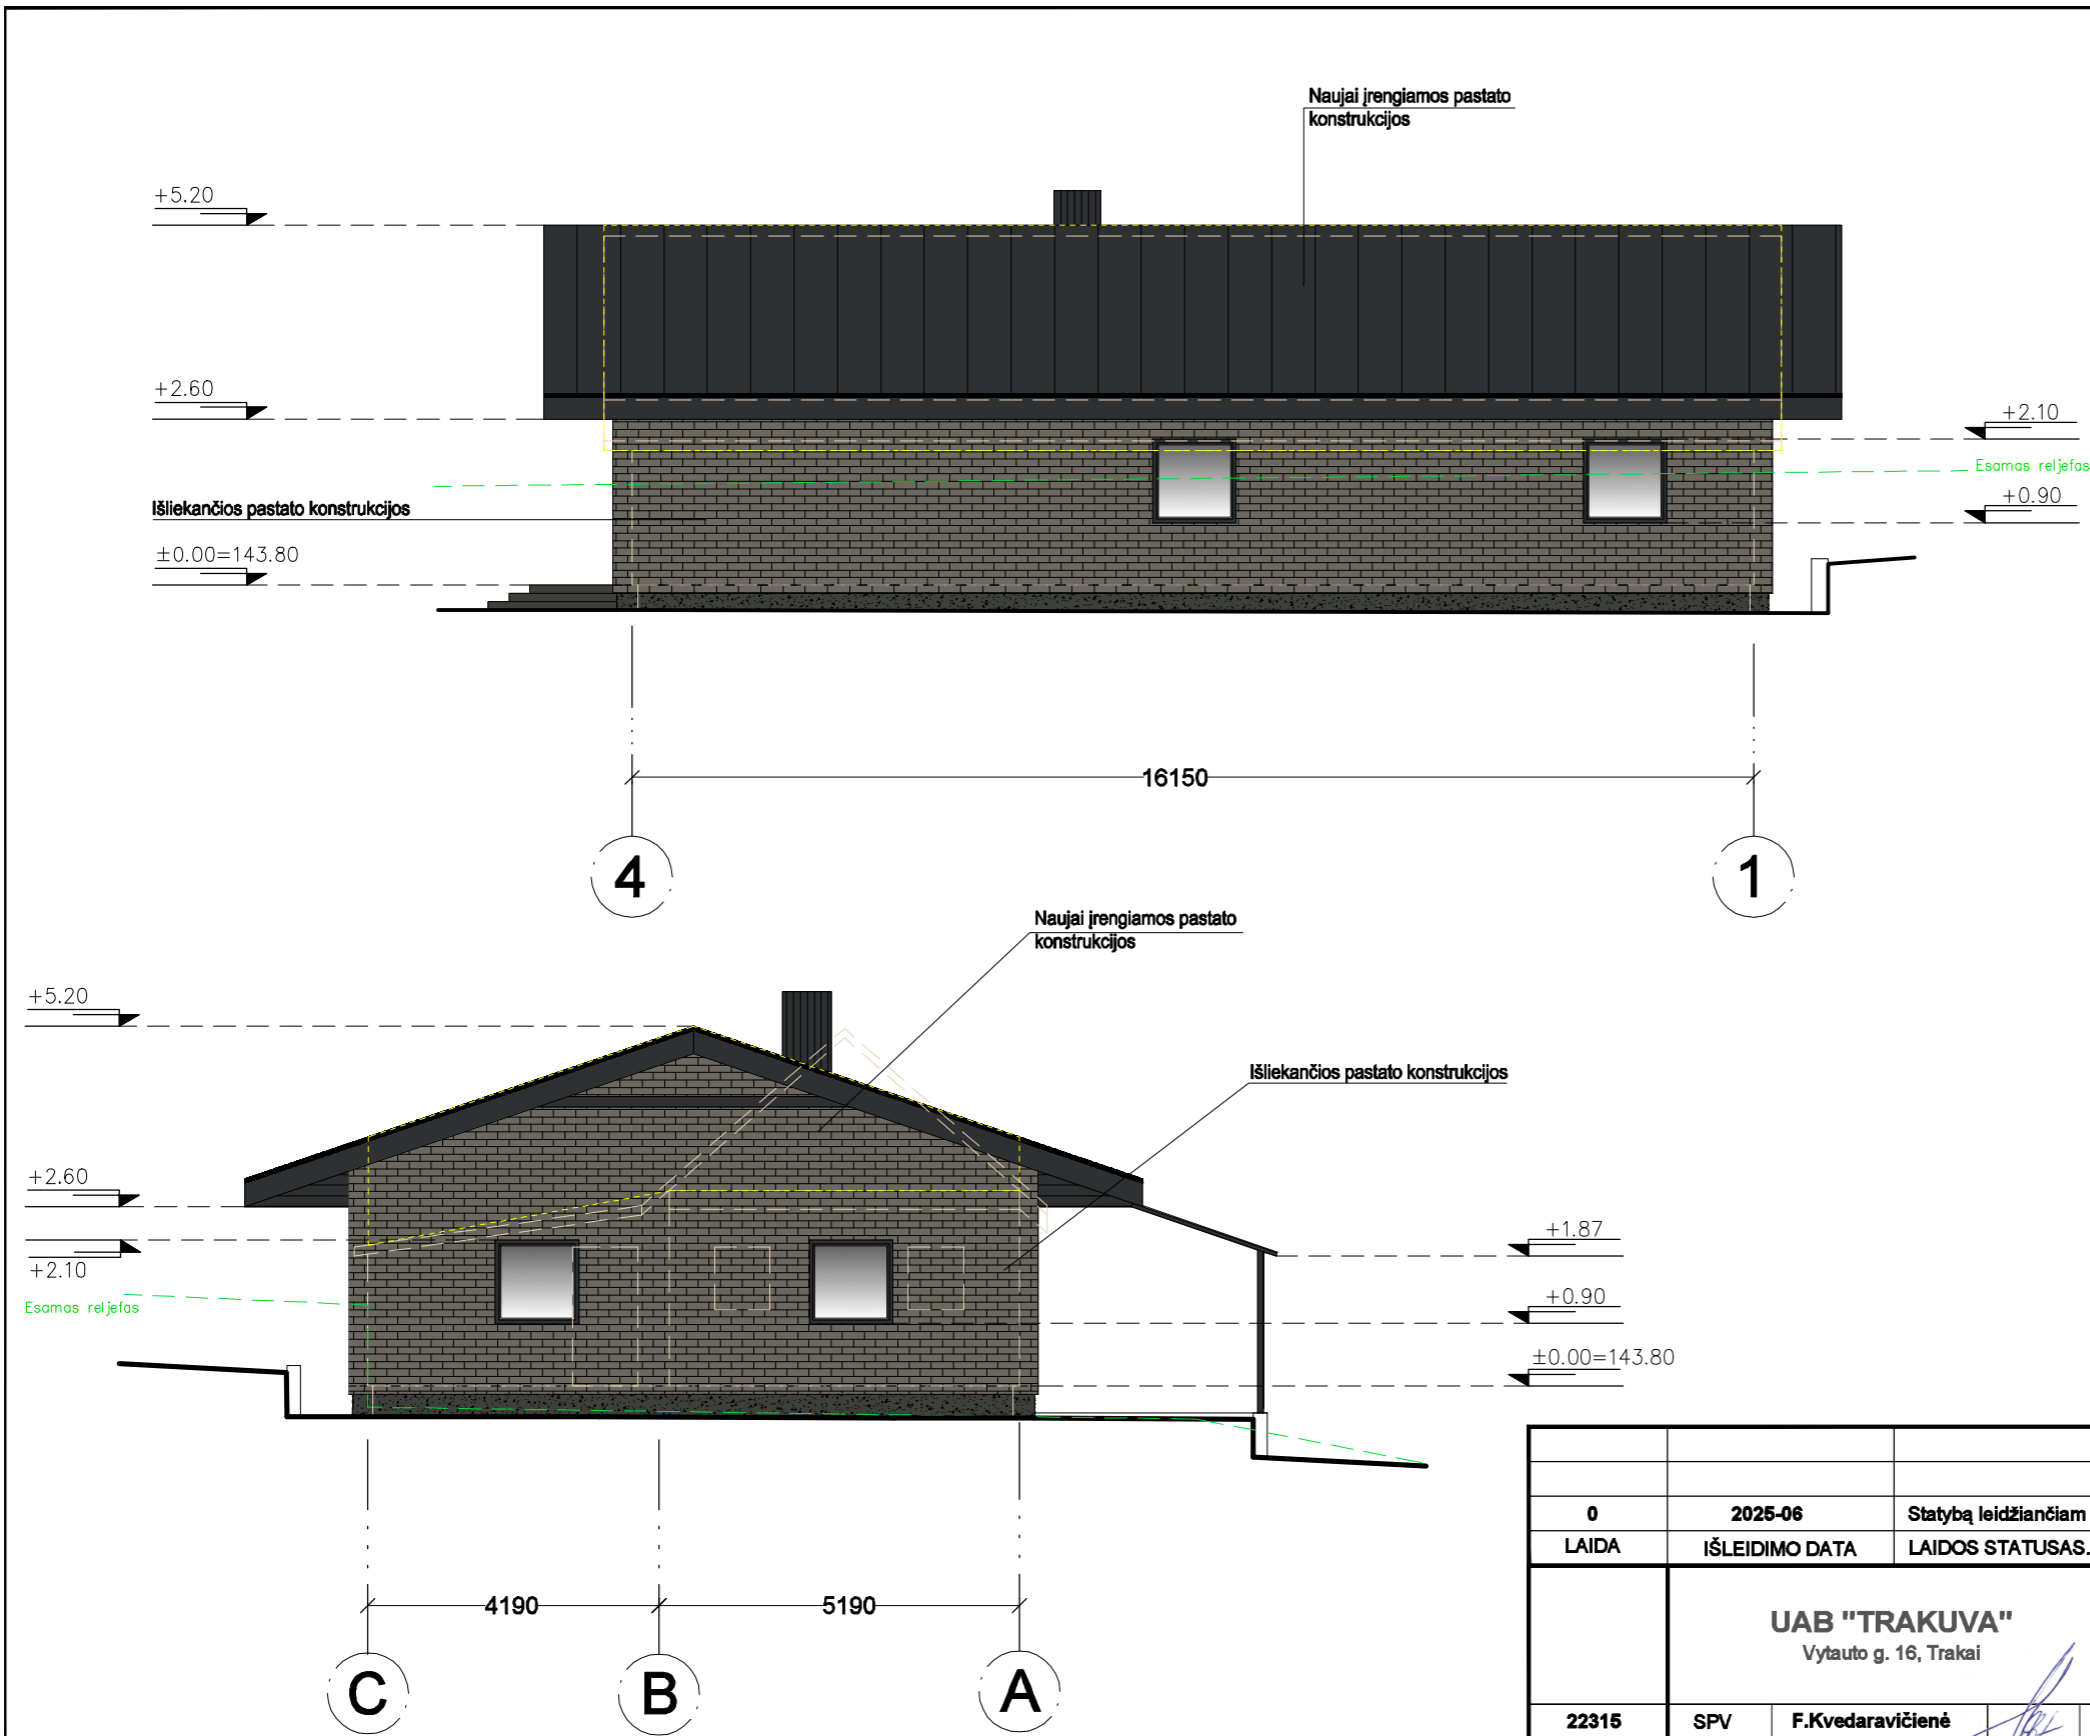 Naujai įrengiamos pastato
konstrukcijos
+5.20
+2.60
+2.10
Esamas reljefas
+0.90
Išliekančios pastato konstrukcijos
±0.00=143.80
16150
4
1
Naujai įrengiamos pastato
konstrukcijos
+5.20
Išliekančios pastato konstrukcijos
+2.60
+2.10
Esamas reljefas
+1.87
+0.90
±0.00=143.80
4190
5190
C
B
A
0 2025-06 Statybą leidžiančiam
LAIDA IŠLEIDIMO DATA LAIDOS STATUSAS.
UAB "TRAKUVA"
Vytauto g. 16, Trakai
22315 SPV F.Kvedaravičienė